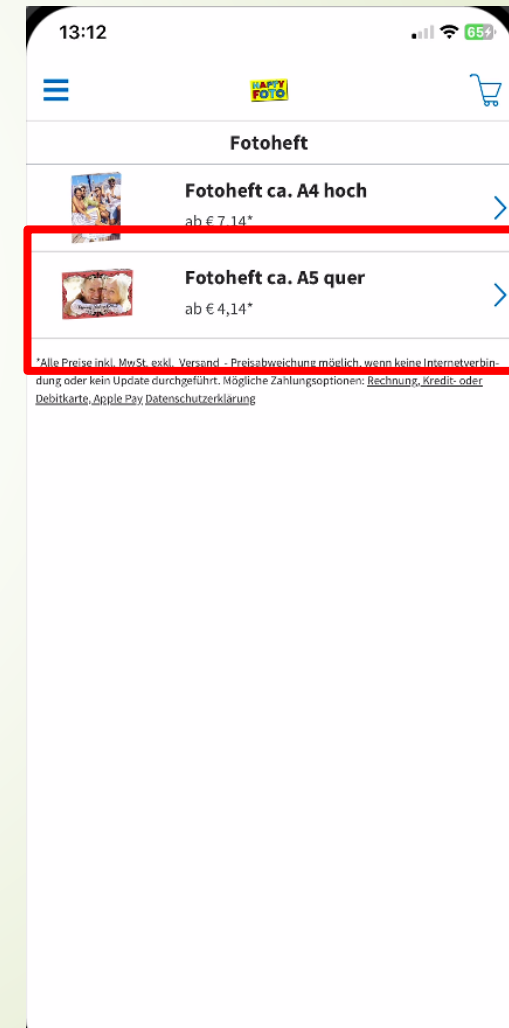 13:12
65
HAPPY
FOTO
Fotoheft
Fotoheft ca. A4 hoch
ab € 7,14*
Fotoheft ca. A5 quer
ab € 4,14*
*Alle Preise inkl. MwSt. exkl. Versand - Preisabweichung möglich, wenn keine Internetverbin-
dung oder kein Update durchgeführt. Mögliche Zahlungsoptionen: Rechnung, Kredit- oder
Debitkarte, Apple Pay Datenschutzerklärung